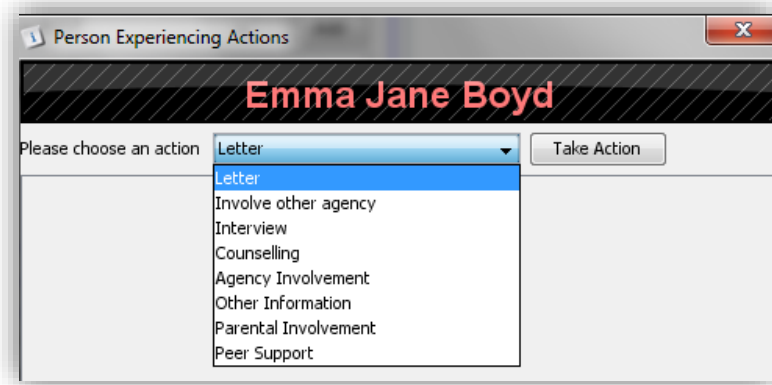 Person Experiencing Actions
Emma Jane Boyd
Please choose an action Letter Take Action
Letter
Involve other agency
Interview
Counselling
Agency Involvement
Other Information
Parental Involvement
Peer Support